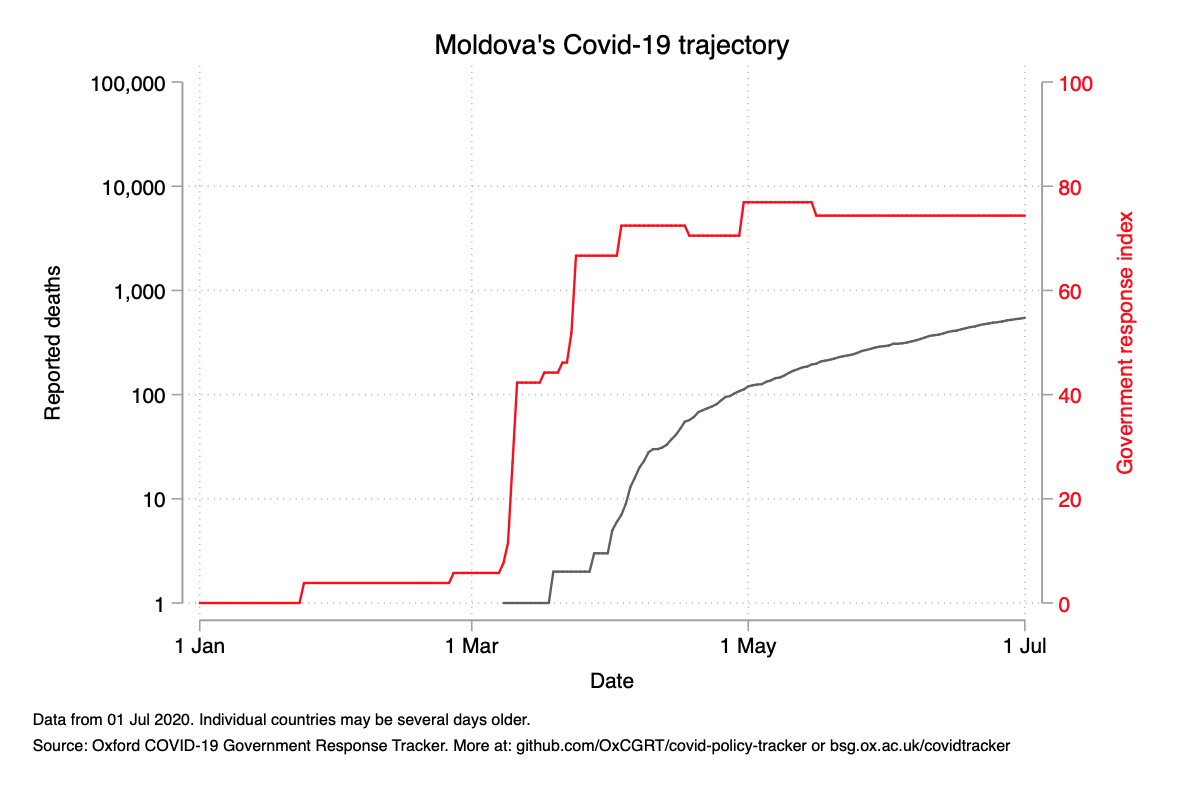 Moldova's Covid-19 trajectory
100,000
10,000
1,000
100
10
1
Reported deaths
100
80
60
40
20
0
Government response index
1 Jan
1 Mar
1 May
1 Jul
Date
Data from 01 Jul 2020. Individual countries may be several days older.
Source: Oxford COVID-19 Government Response Tracker. More at: github.com/OxCGRT/covid-policy-tracker or bsg.ox.ac.uk/covidtracker